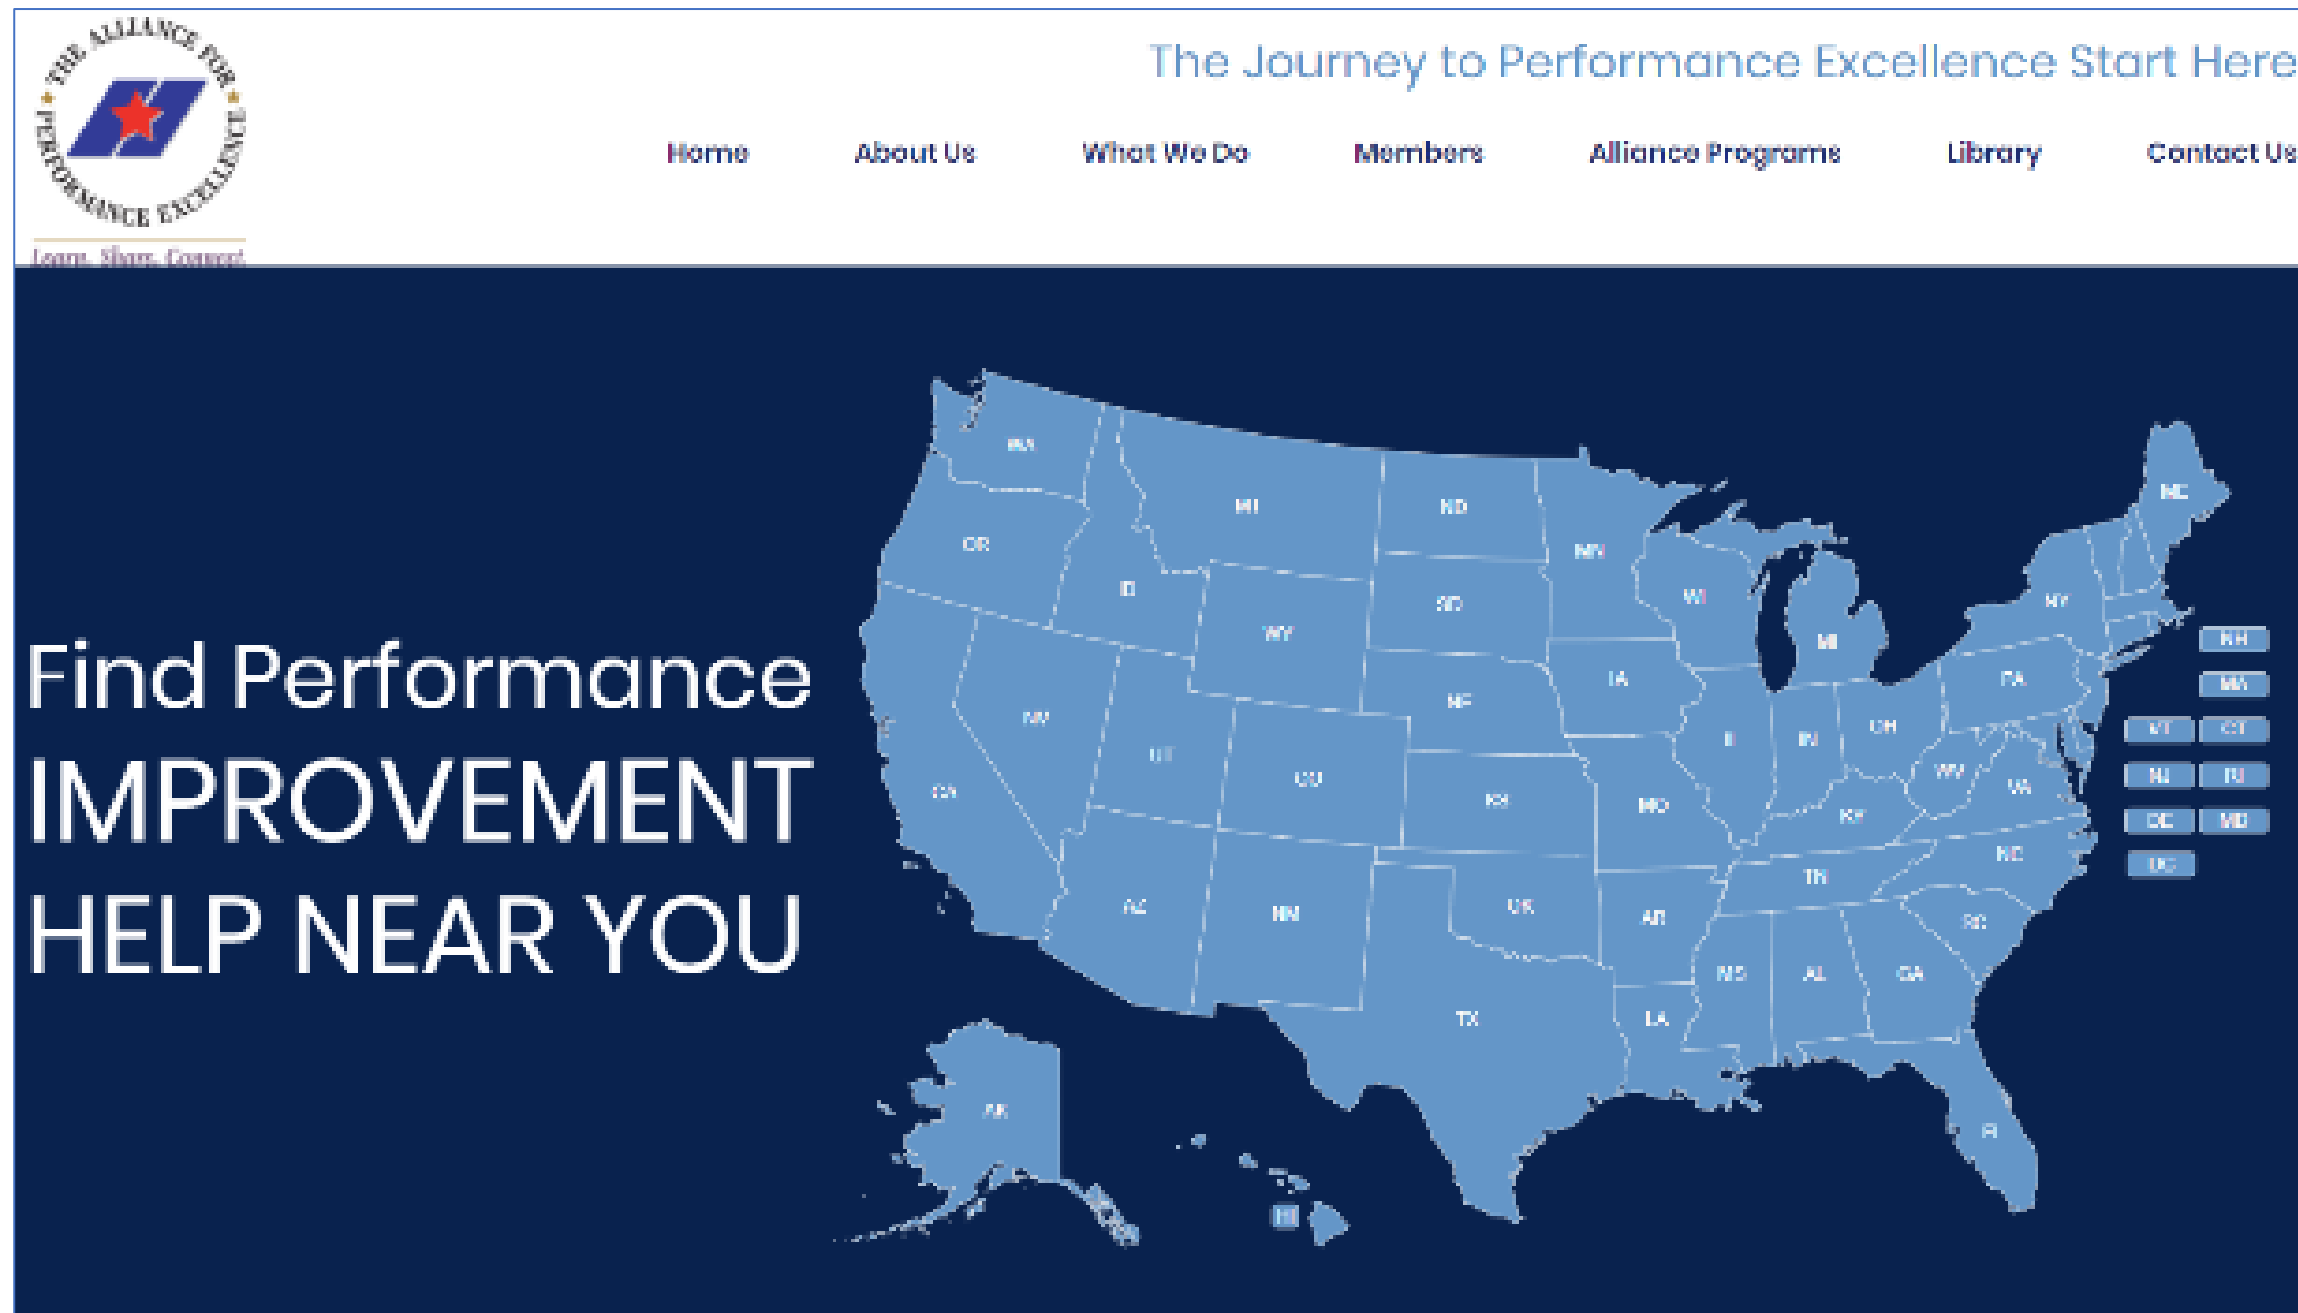 THE ALLIANCE FOR
PERFORMANCE EXCELLENCE
Learn. Share. Connect.
The Journey to Performance Excellence Start Here
Home About Us What We Do Members Alliance Programs Library Contact Us
Find Performance
IMPROVEMENT
HELP NEAR YOU
WA
ME
MT ND
OR MN
ID WI NY
SD
WY MI NH
IA PA MA
NE
NV OH VT CT
UT IL IN
CO WV NJ RI
CA KS MO VA
KY DE MD
NC
TN DC
AZ NM OK AR
SC
MS AL GA
TX LA
AK
FL
HI